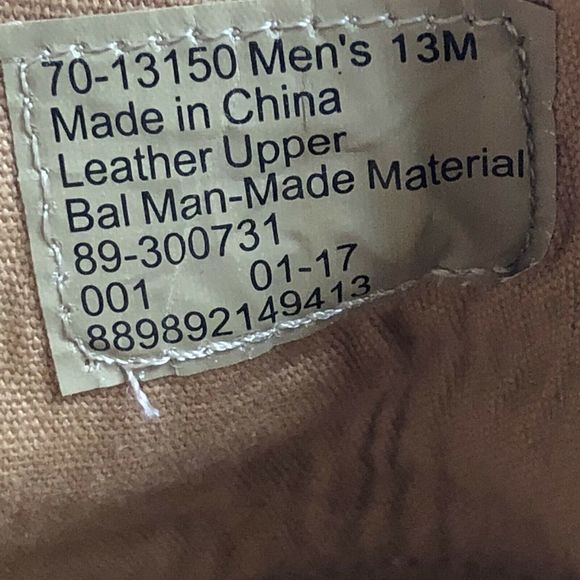 70-13150 Men's 13M
Made in China
Leather Upper
Bal Man-Made Material
89-300731
001 01-17
889892149413